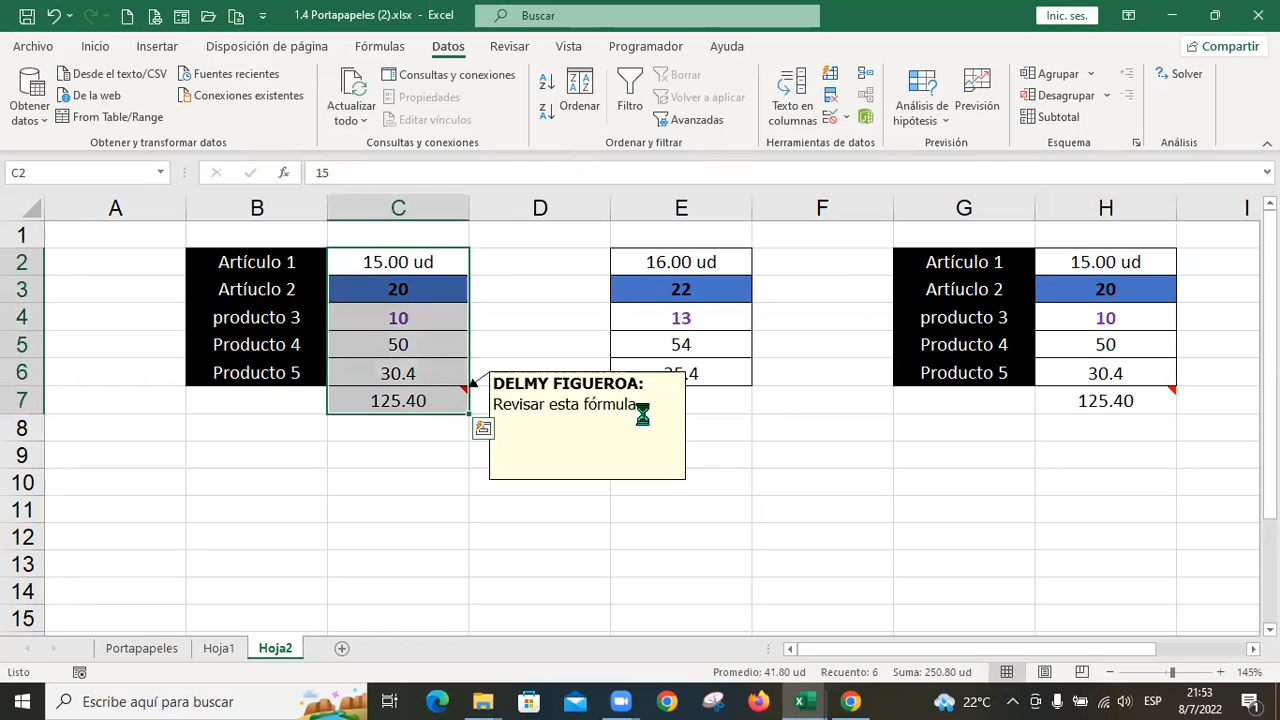 1.4 Portapapeles (2).xlsx - Excel
Buscar
Inic. ses.
Archivo Inicio Insertar Disposición de página Fórmulas Datos Revisar Vista Programador Ayuda
Compartir
Obtener datos
Desde el texto/CSV
De la web
From Table/Range
Fuentes recientes
Conexiones existentes
Obtener y transformar datos
Actualizar todo
Consultas y conexiones
Propiedades
Editar vínculos
Consultas y conexiones
Ordenar
Filtro
Borrar
Volver a aplicar
Avanzadas
Ordenar y filtrar
Texto en columnas
Herramientas de datos
Análisis de hipótesis
Previsión
Previsión
Agrupar
Desagrupar
Subtotal
Esquema
Solver
Análisis
C2 fx 15
A B C D E F G H I
1
2 Artículo 1 15.00 ud 16.00 ud Artículo 1 15.00 ud
3 Artíuclo 2 20 22 Artíuclo 2 20
4 producto 3 10 13 producto 3 10
5 Producto 4 50 54 Producto 4 50
6 Producto 5 30.4 5.4 Producto 5 30.4
7 125.40 125.40
DELMY FIGUEROA:
Revisar esta fórmula
8
9
10
11
12
13
14
15
Portapapeles Hoja1 Hoja2
Listo Promedio: 41.80 ud Recuento: 6 Suma: 250.80 ud 145%
Escribe aquí para buscar 22°C ESP 21:53
8/7/2022 1